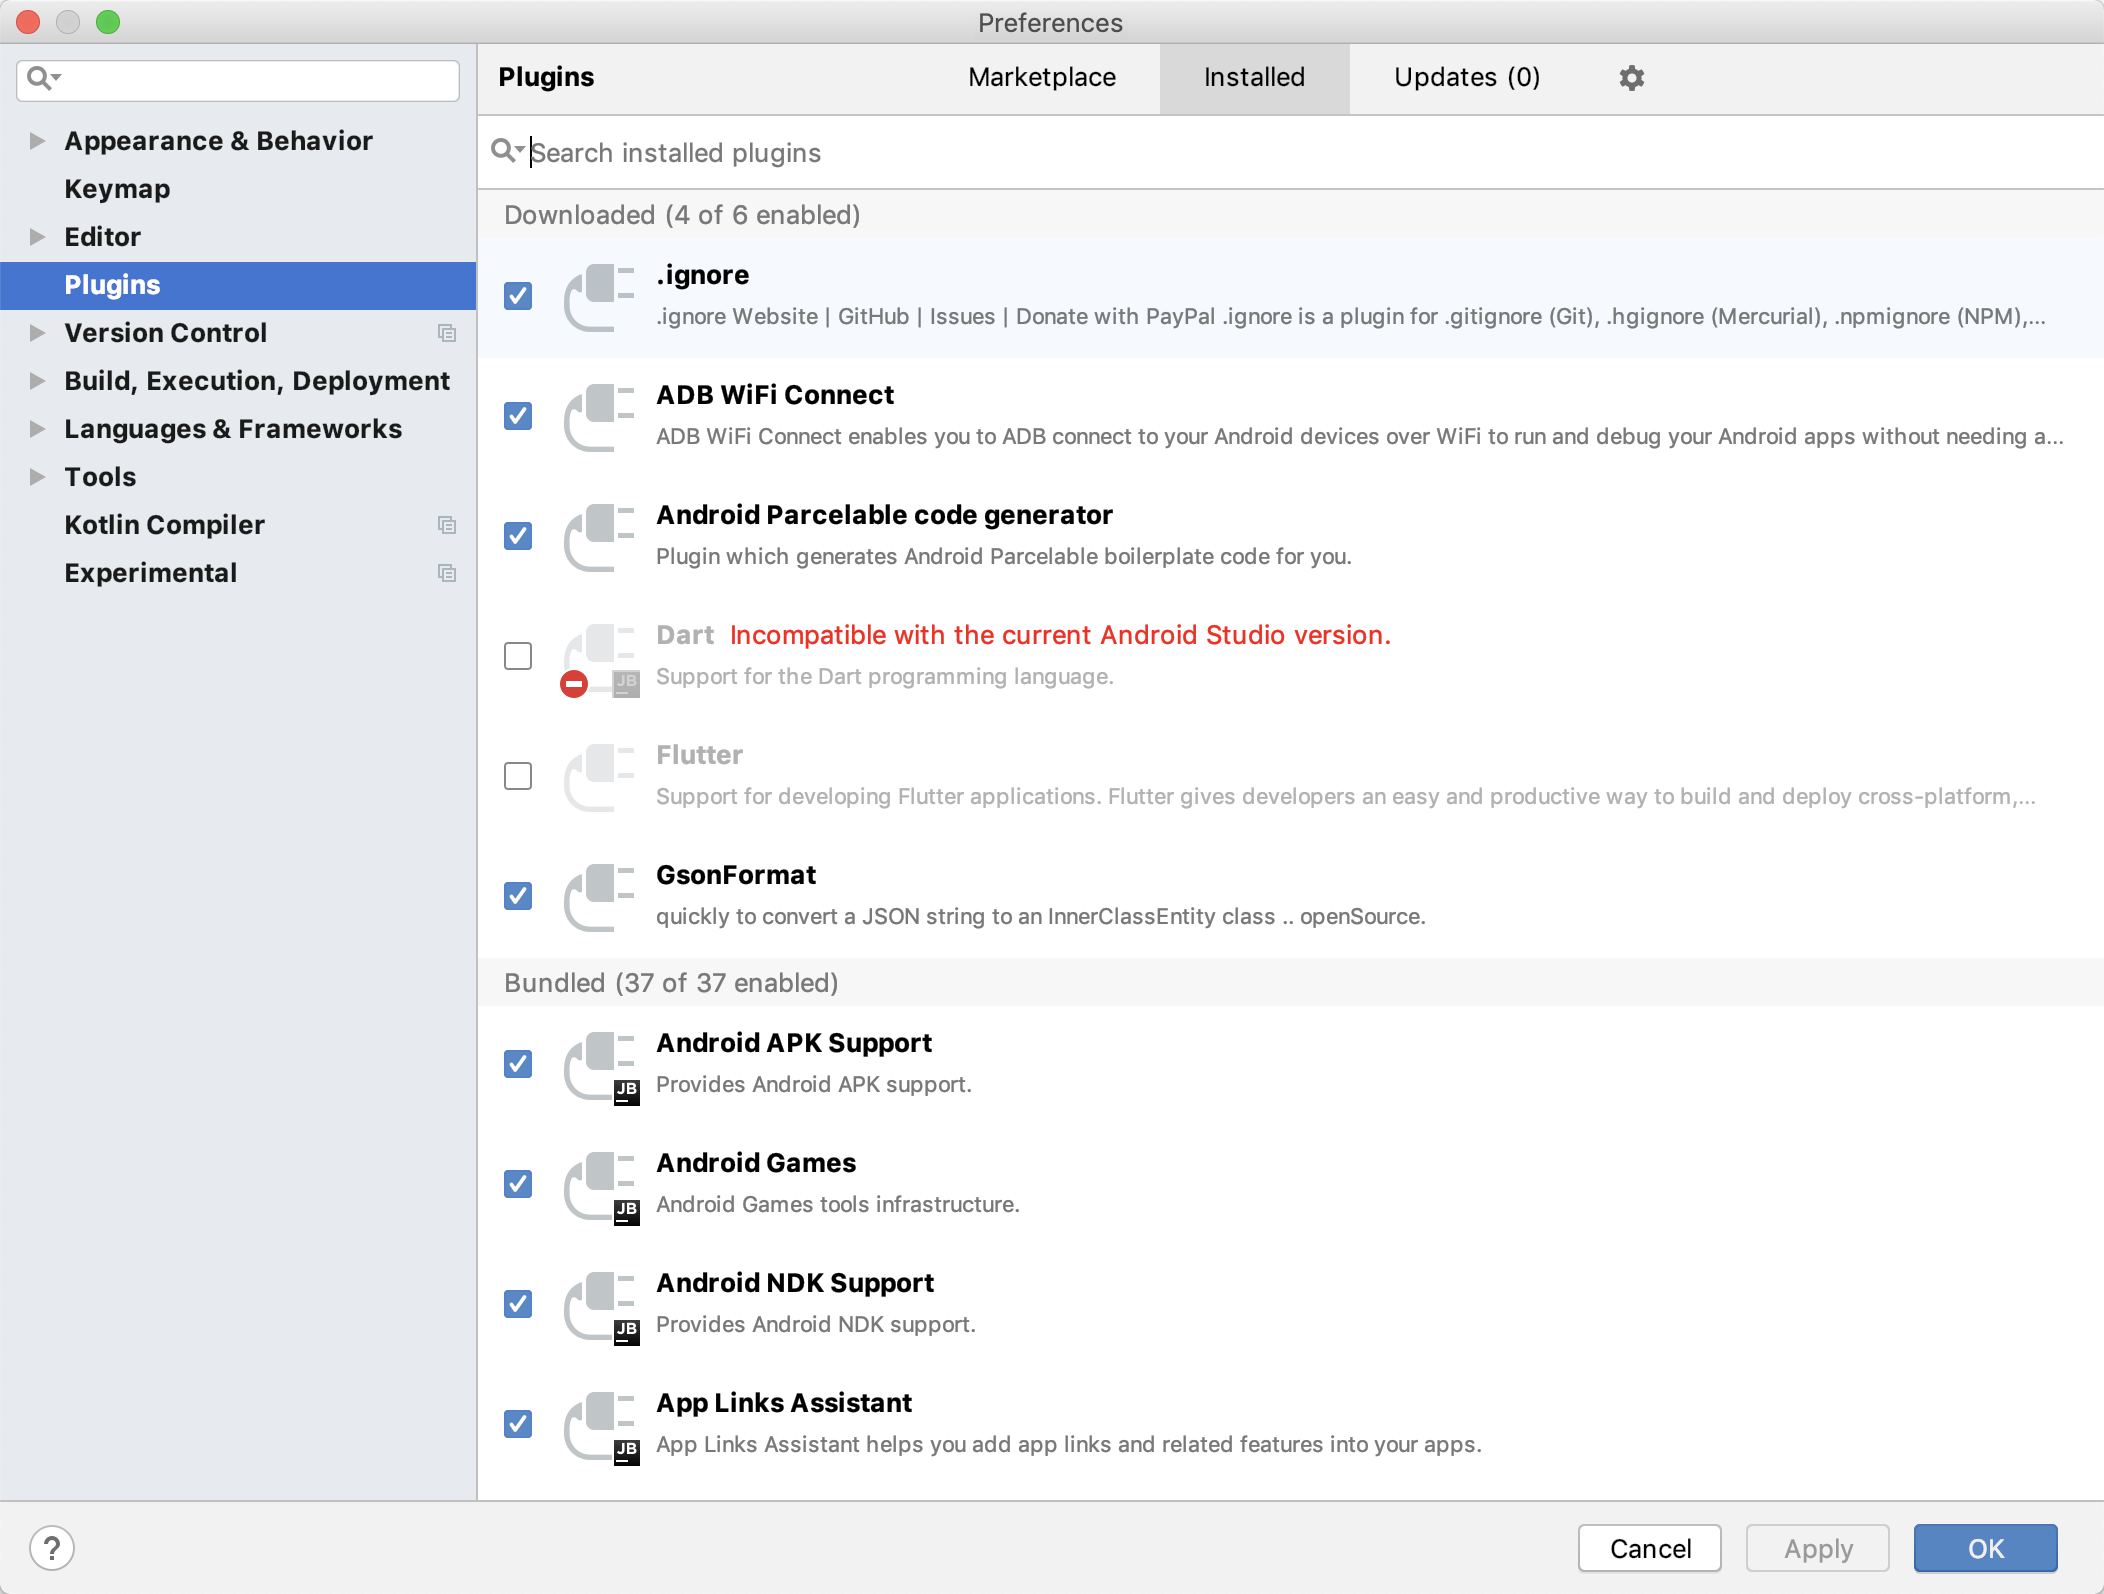 Preferences
Appearance & Behavior
Keymap
Editor
Plugins
Version Control
Build, Execution, Deployment
Languages & Frameworks
Tools
Kotlin Compiler
Experimental
Plugins
Marketplace
Installed
Updates (0)
Search installed plugins
Downloaded (4 of 6 enabled)
.ignore
.ignore Website | GitHub | Issues | Donate with PayPal .ignore is a plugin for .gitignore (Git), .hgignore (Mercurial), .npmignore (NPM),...
ADB WiFi Connect
ADB WiFi Connect enables you to ADB connect to your Android devices over WiFi to run and debug your Android apps without needing a...
Android Parcelable code generator
Plugin which generates Android Parcelable boilerplate code for you.
Dart Incompatible with the current Android Studio version.
JB Support for the Dart programming language.
Flutter
Support for developing Flutter applications. Flutter gives developers an easy and productive way to build and deploy cross-platform,...
GsonFormat
quickly to convert a JSON string to an InnerClassEntity class .. openSource.
Bundled (37 of 37 enabled)
Android APK Support
JB Provides Android APK support.
Android Games
JB Android Games tools infrastructure.
Android NDK Support
JB Provides Android NDK support.
App Links Assistant
JB App Links Assistant helps you add app links and related features into your apps.
?
Cancel
Apply
OK